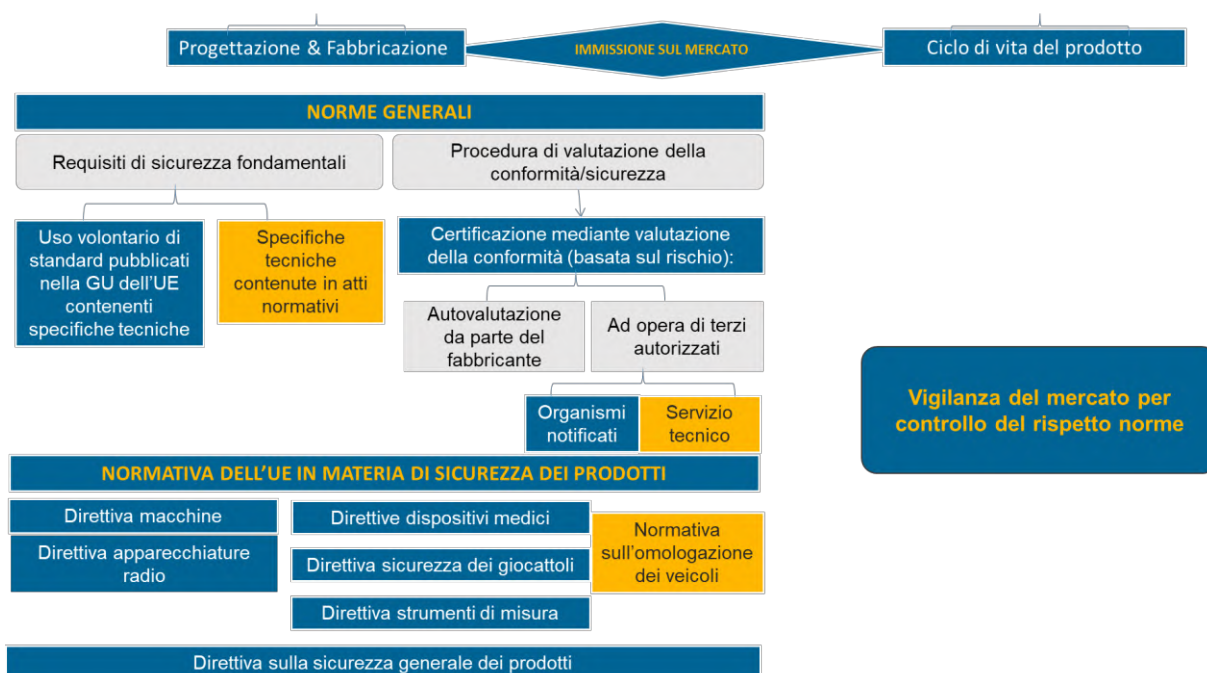 Progettazione & Fabbricazione
IMMISSIONE SUL MERCATO
Ciclo di vita del prodotto
NORME GENERALI
Requisiti di sicurezza fondamentali
Procedura di valutazione della
conformità/sicurezza
Uso volontario di
standard pubblicati
nella GU dell'UE
contenenti
specifiche tecniche
Specifiche
tecniche
contenute in atti
normativi
Certificazione mediante valutazione
della conformità (basata sul rischio):
Autovalutazione
da parte del
fabbricante
Ad opera di terzi
autorizzati
Organismi
notificati
Servizio
tecnico
Vigilanza del mercato per
controllo del rispetto norme
NORMATIVA DELL'UE IN MATERIA DI SICUREZZA DEI PRODOTTI
Direttiva macchine
Direttiva apparecchiature
radio
Direttive dispositivi medici
Direttiva sicurezza dei giocattoli
Direttiva strumenti di misura
Normativa
sull'omologazione
dei veicoli
Direttiva sulla sicurezza generale dei prodotti